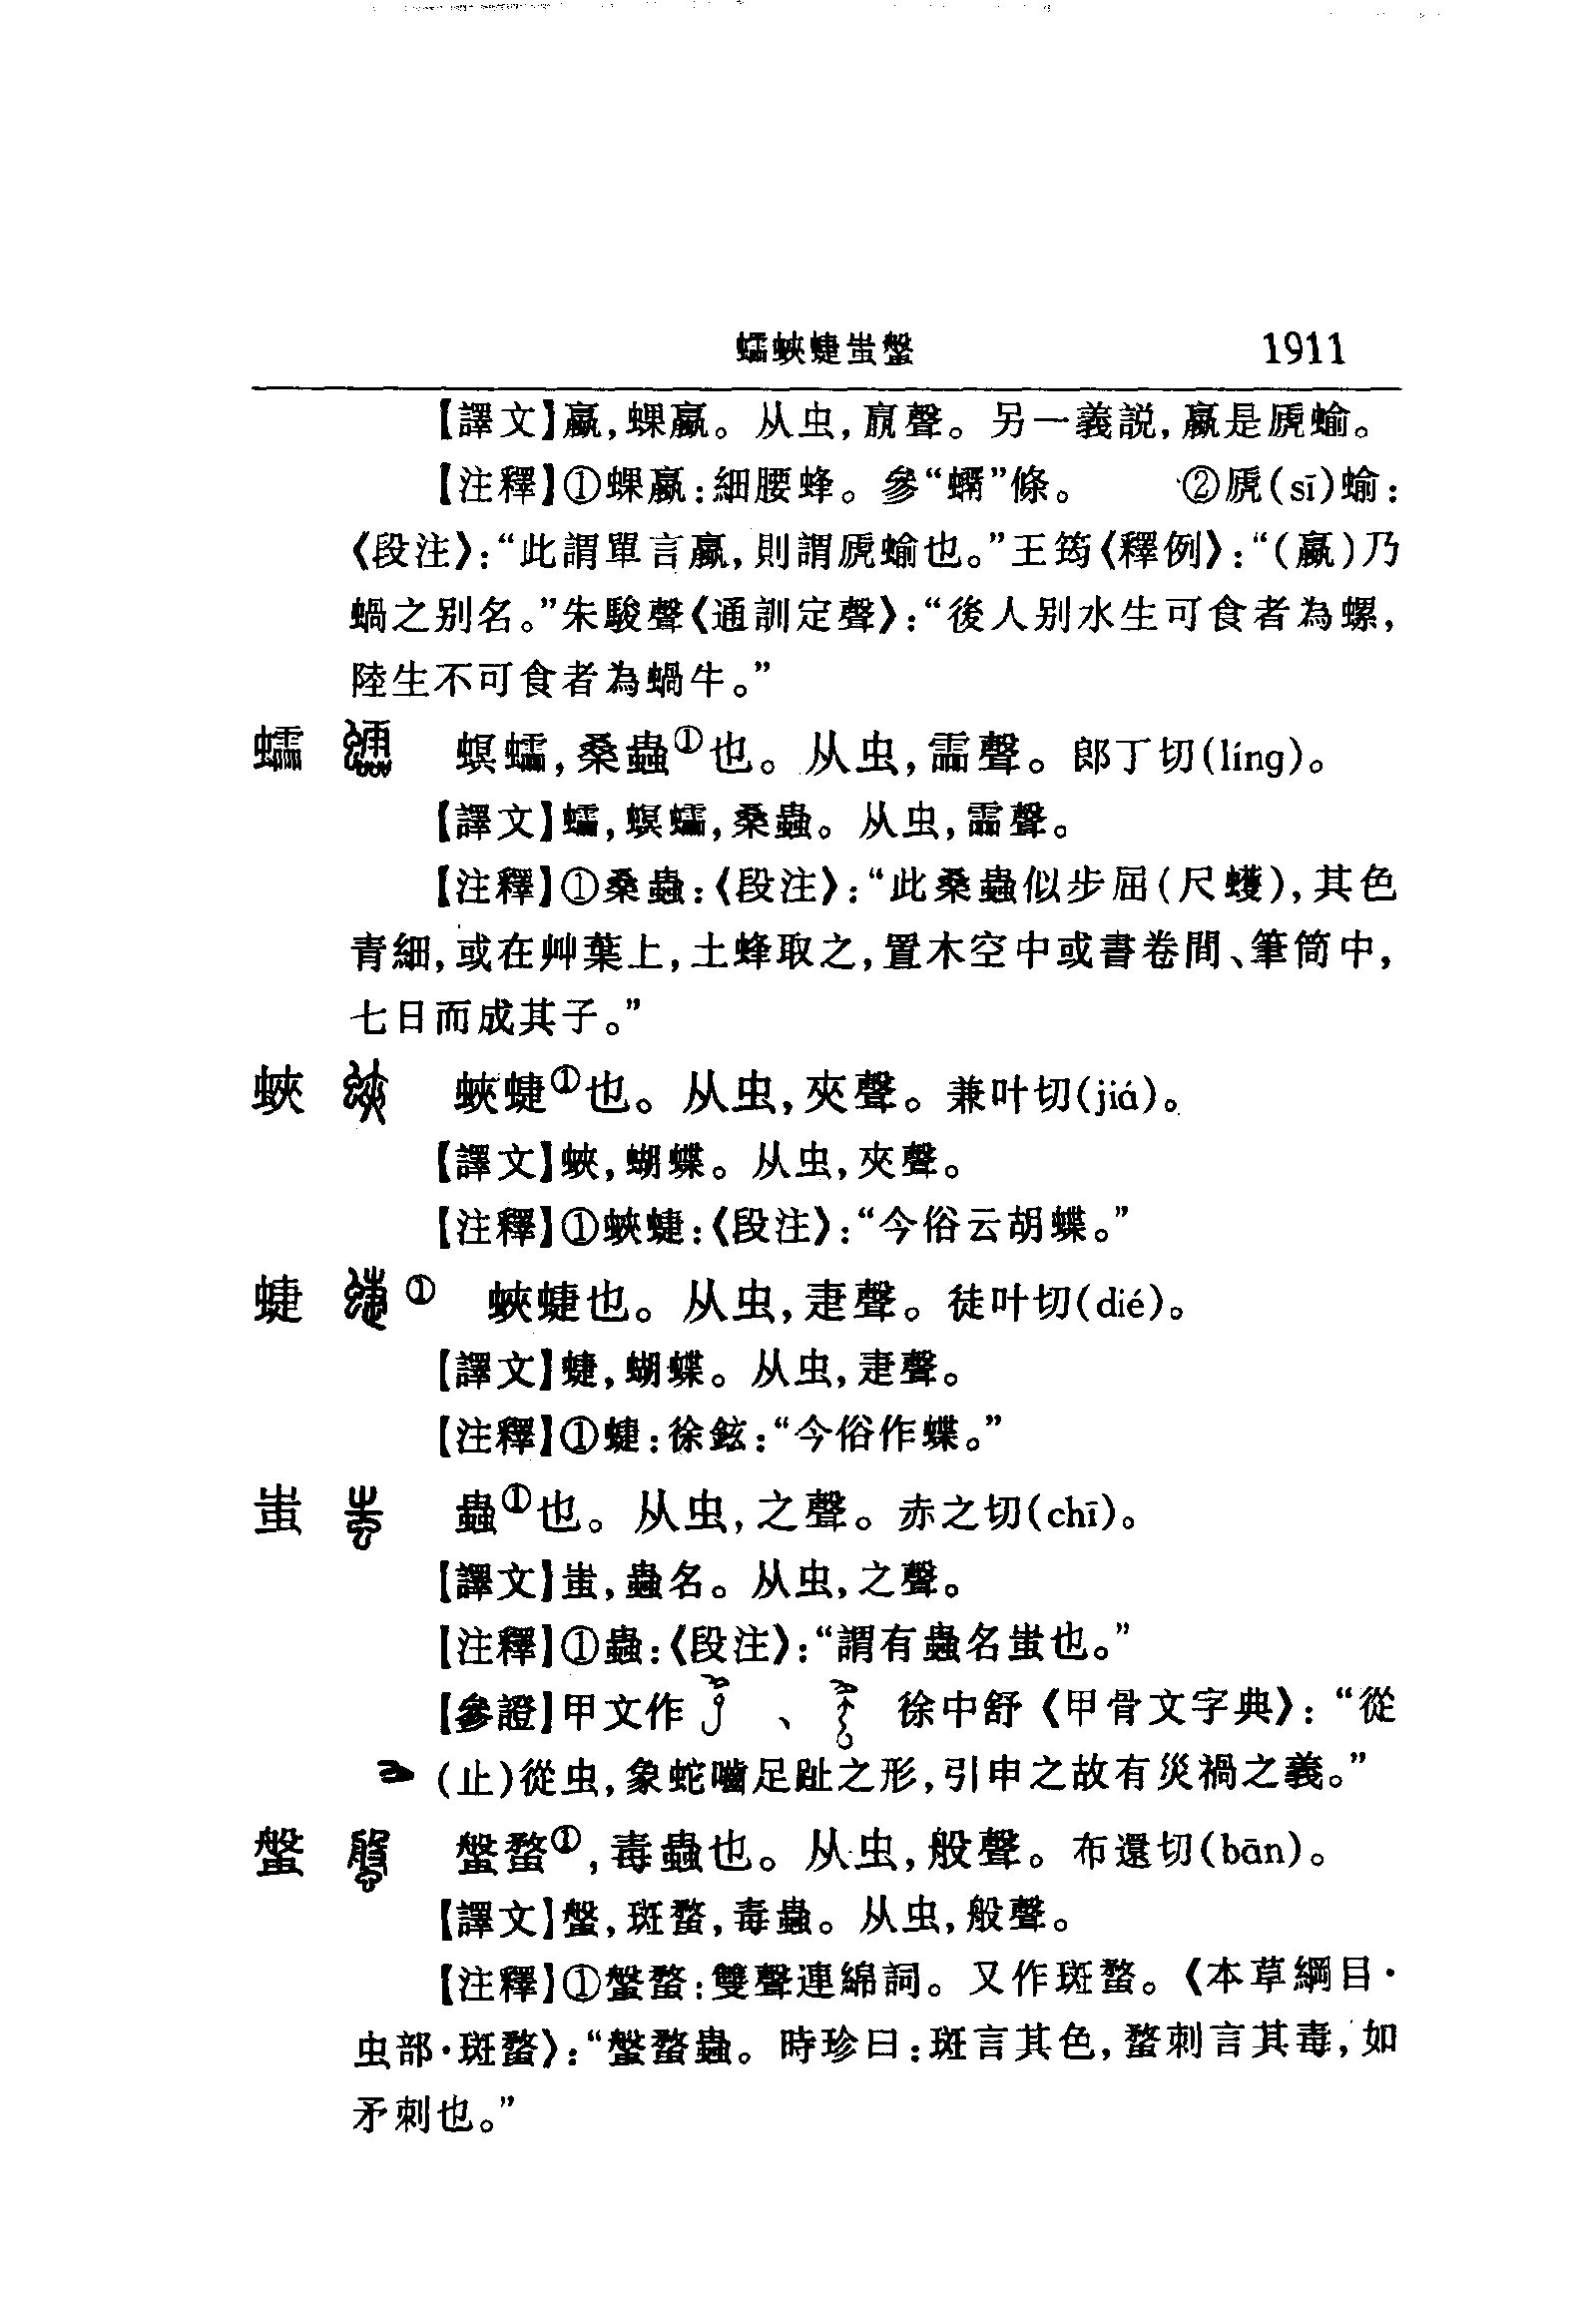 蠕蛺蜨蚩螌 1911
【譯文】蠃,蜾蠃。从虫,𦝠聲。另一義説,蠃是虒蝓。
【注釋】①蜾蠃:細腰蜂。參“蠮”條。 ②虒(sī)蝓:
《段注》:“此謂單言蠃,則謂虒蝓也。”王筠《釋例》:“(蠃)乃
蝸之别名。”朱駿聲《通訓定聲》:“後人别水生可食者為螺,
陸生不可食者為蝸牛。”
蠕 螟蠕,桑蟲①也。从虫,霝聲。郎丁切(líng)。
【譯文】蠕,螟蠕,桑蟲。从虫,霝聲。
【注釋】①桑蟲:《段注》:“此桑蟲似步屈(尺蠖),其色
青細,或在艸葉上,土蜂取之,置木空中或書卷間、筆筒中,
七日而成其子。”
蛺 蛺蜨①也。从虫,夾聲。兼叶切(jiá)。
【譯文】蛺,蝴蝶。从虫,夾聲。
【注釋】①蛺蜨:《段注》:“今俗云胡蝶。”
蜨 ① 蛺蜨也。从虫,疌聲。徒叶切(dié)。
【譯文】蜨,蝴蝶。从虫,疌聲。
【注釋】①蜨:徐鉉:“今俗作蝶。”
蚩 蟲①也。从虫,之聲。赤之切(chī)。
【譯文】蚩,蟲名。从虫,之聲。
【注釋】①蟲:《段注》:“謂有蟲名蚩也。”
【參證】甲文作 、 徐中舒《甲骨文字典》:“從
(止)從虫,象蛇嚙足趾之形,引申之故有災禍之義。”
螌 螌蝥①,毒蟲也。从虫,般聲。布還切(bān)。
【譯文】螌,斑蝥,毒蟲。从虫,般聲。
【注釋】①螌蝥:雙聲連綿詞。又作斑蝥。《本草綱目·
虫部·斑蝥》:“螌蝥蟲。時珍曰:斑言其色,蝥刺言其毒,如
矛刺也。”